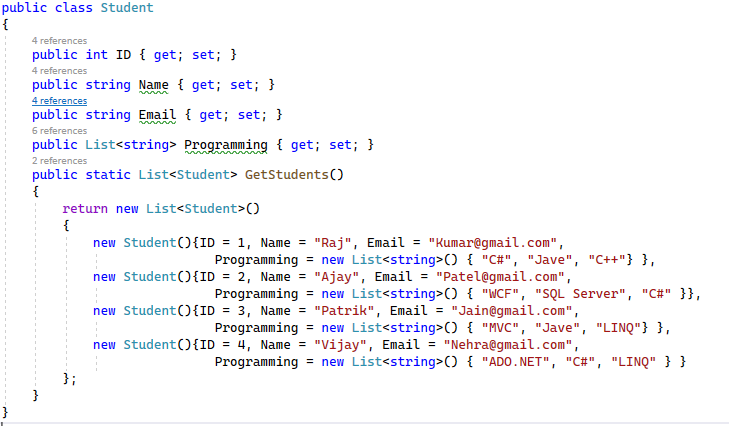 public class Student
{
4 references
public int ID { get; set; }
4 references
public string Name { get; set; }
4 references
public string Email { get; set; }
6 references
public List<string> Programming { get; set; }
2 references
public static List<Student> GetStudents()
{
return new List<Student>()
{
new Student(){ID = 1, Name = "Raj", Email = "Kumar@gmail.com",
Programming = new List<string>() { "C#", "Jave", "C++"} },
new Student(){ID = 2, Name = "Ajay", Email = "Patel@gmail.com",
Programming = new List<string>() { "WCF", "SQL Server", "C#" }},
new Student(){ID = 3, Name = "Patrik", Email = "Jain@gmail.com",
Programming = new List<string>() { "MVC", "Jave", "LINQ"} },
new Student(){ID = 4, Name = "Vijay", Email = "Nehra@gmail.com",
Programming = new List<string>() { "ADO.NET", "C#", "LINQ" } }
};
}
}